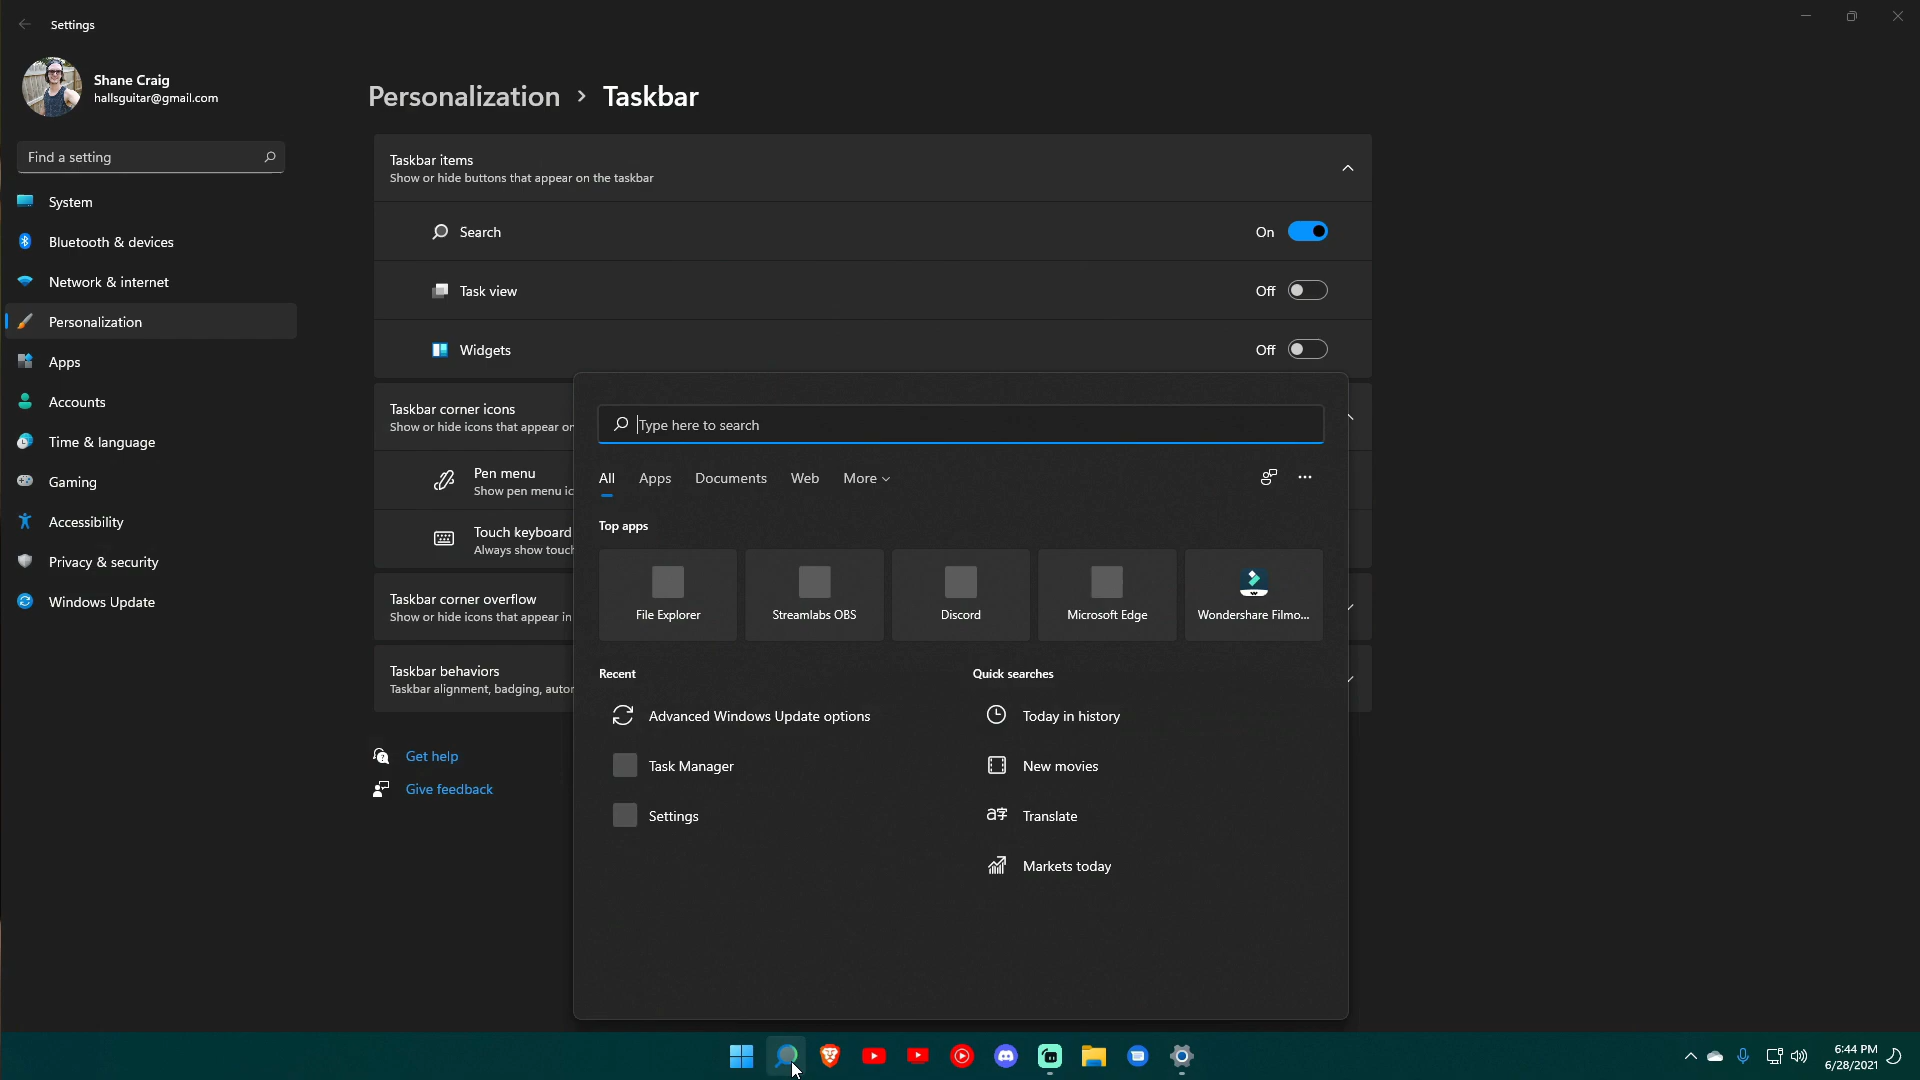 Settings
Shane Craig
hallsguitar@gmail.com
Find a setting
System
Bluetooth & devices
Network & internet
Personalization
Apps
Accounts
Time & language
Gaming
Accessibility
Privacy & security
Windows Update
Personalization > Taskbar
Taskbar items
Show or hide buttons that appear on the taskbar
Search On
Task view Off
Widgets Off
Taskbar corner icons
Show or hide icons that appear
Pen menu
Show pen menu
Touch keyboard
Always show
Taskbar corner overflow
Show or hide icons that appear in
Taskbar behaviors
Taskbar alignment, badging,
Get help
Give feedback
Type here to search
All Apps Documents Web More
Top apps
File Explorer Streamlabs OBS Discord Microsoft Edge Wondershare Filmo...
Recent
Advanced Windows Update options
Task Manager
Settings
Quick searches
Today in history
New movies
Translate
Markets today
6:44 PM
6/28/2021